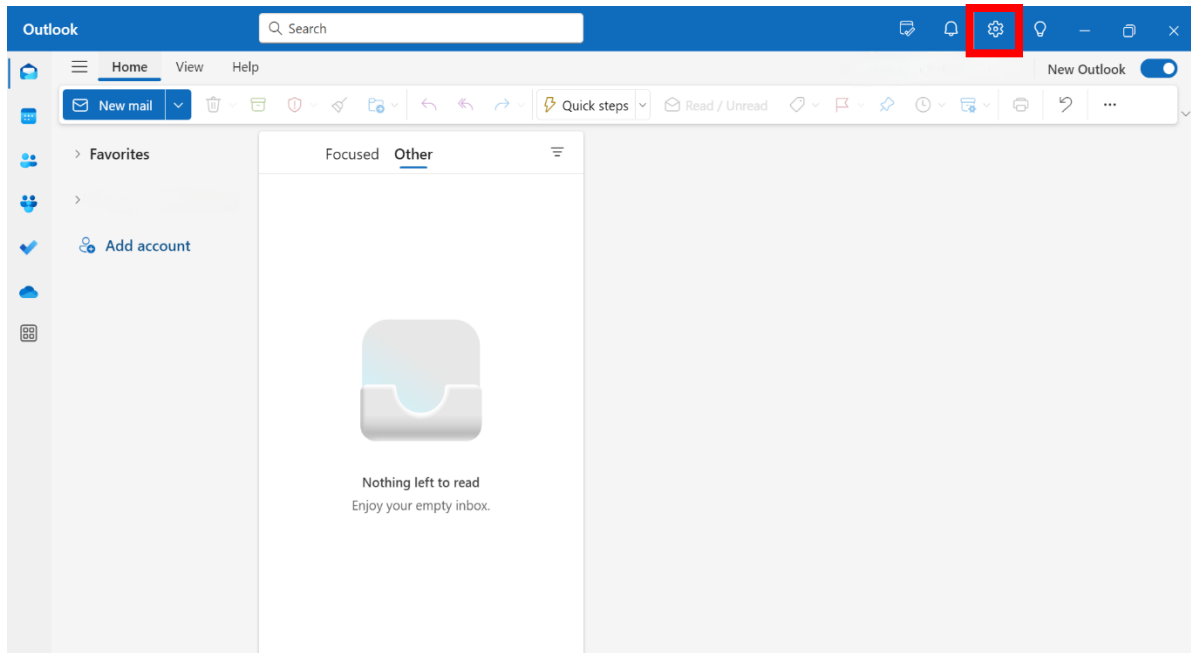 Outlook
Search
Home View Help
New Outlook
New mail
Quick steps
Read / Unread
Favorites
Focused Other
Add account
Nothing left to read
Enjoy your empty inbox.